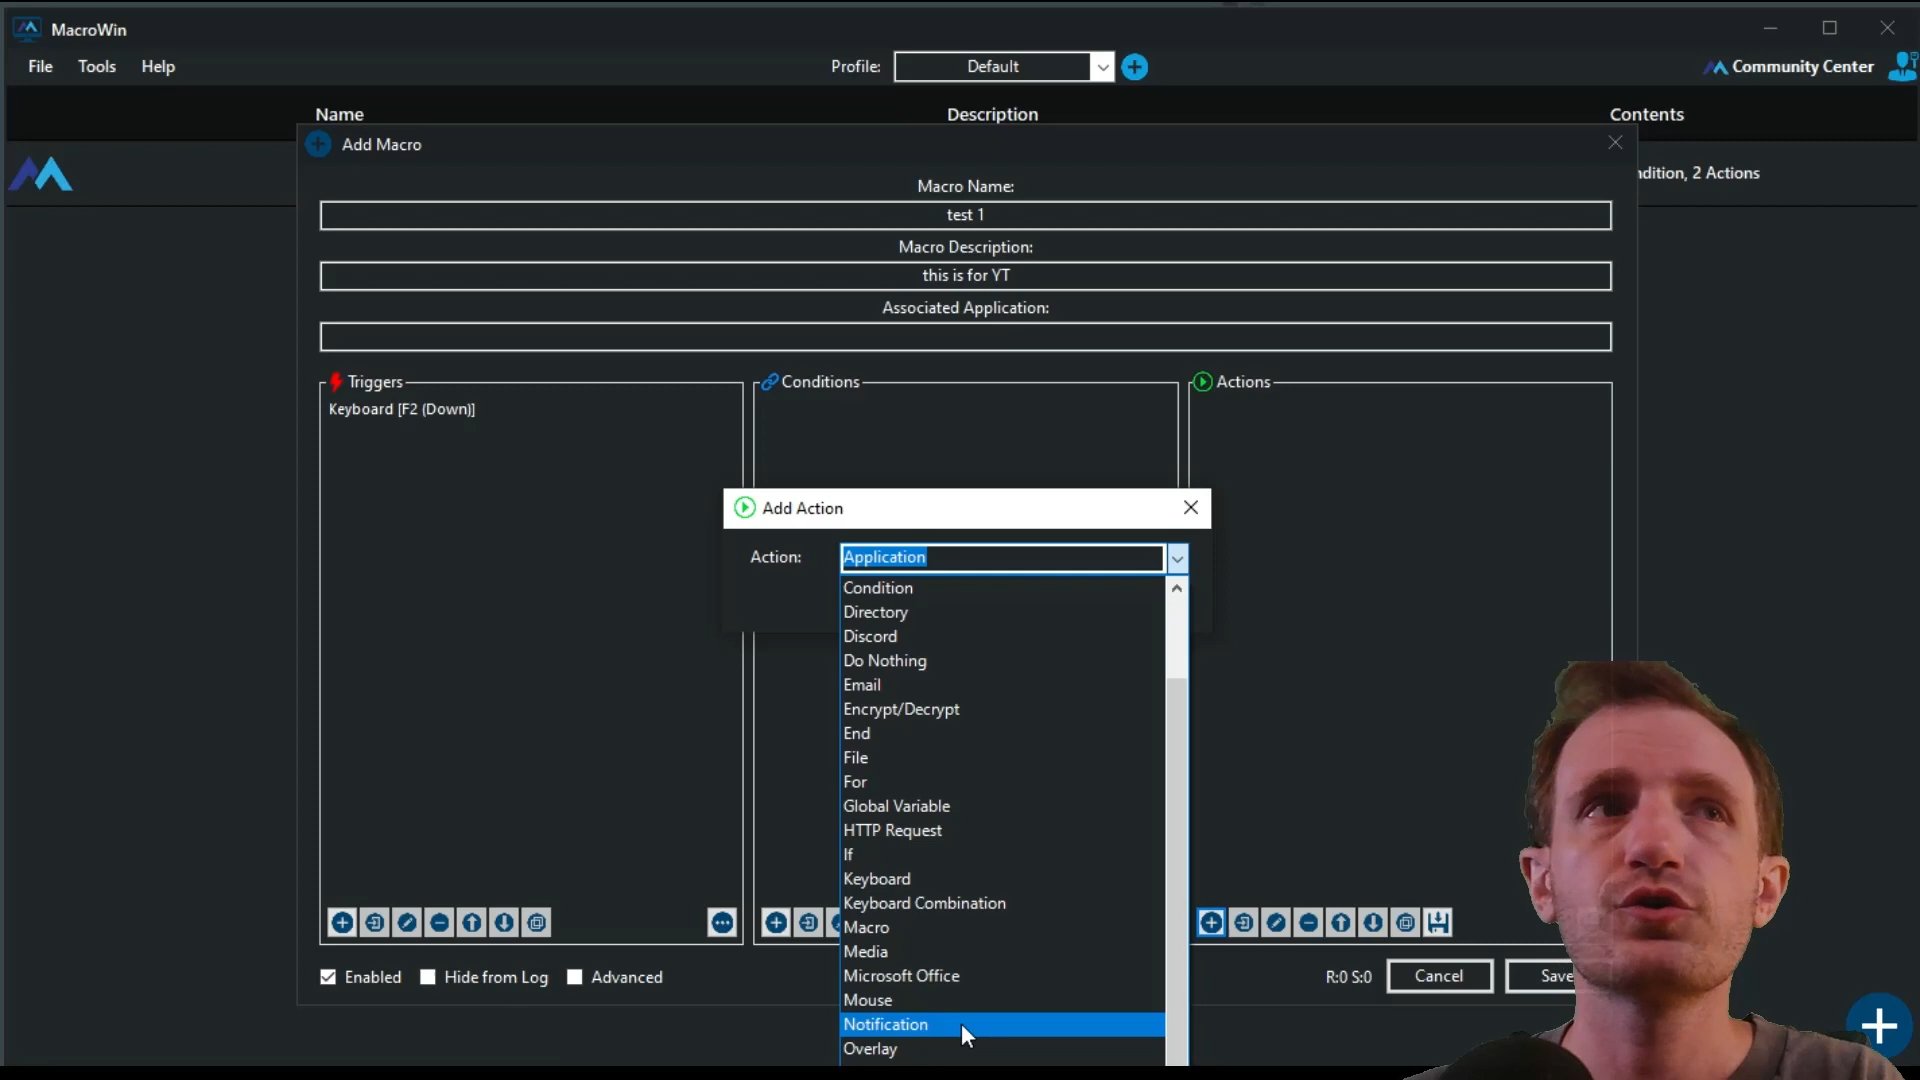 MacroWin
File Tools Help
Profile: Default
Community Center
Name Description Contents
Add Macro
Macro Name:
test 1
ndition, 2 Actions
Macro Description:
this is for YT
Associated Application:
Triggers
Conditions
Actions
Keyboard [F2 (Down)]
Add Action
Action: Application
Condition
Directory
Discord
Do Nothing
Email
Encrypt/Decrypt
End
File
For
Global Variable
HTTP Request
If
Keyboard
Keyboard Combination
Macro
Media
Microsoft Office
Mouse
Notification
Overlay
Enabled Hide from Log Advanced
R:0 S:0 Cancel Save